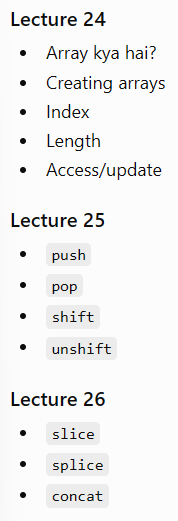 Lecture 24
Array kya hai?
Creating arrays
Index
Length
Access/update
Lecture 25
push
pop
shift
unshift
Lecture 26
slice
splice
concat